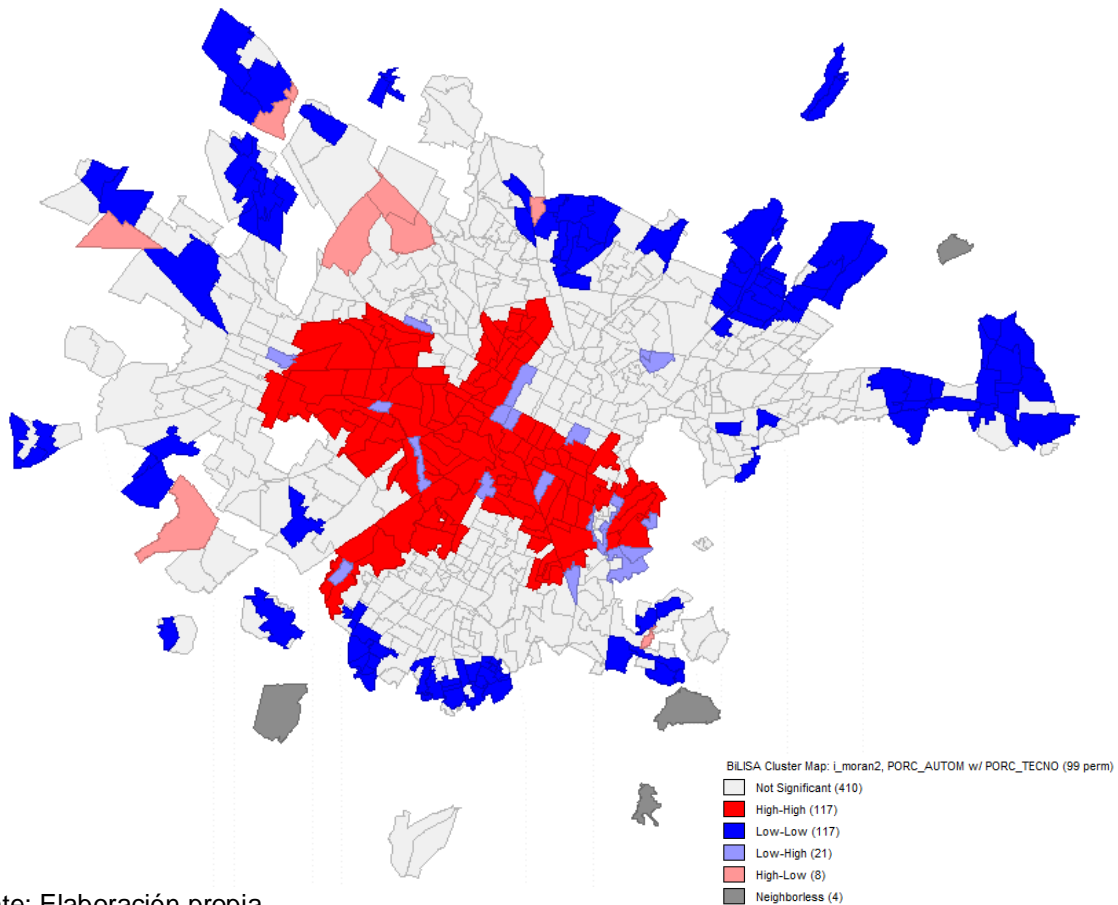 BiLISA Cluster Map: i_moran2, PORC_AUTOM w/ PORC_TECNO (99 perm)
Not Significant (410)
High-High (117)
Low-Low (117)
Low-High (21)
High-Low (8)
Neighborless (4)
nte: Elaboración propia